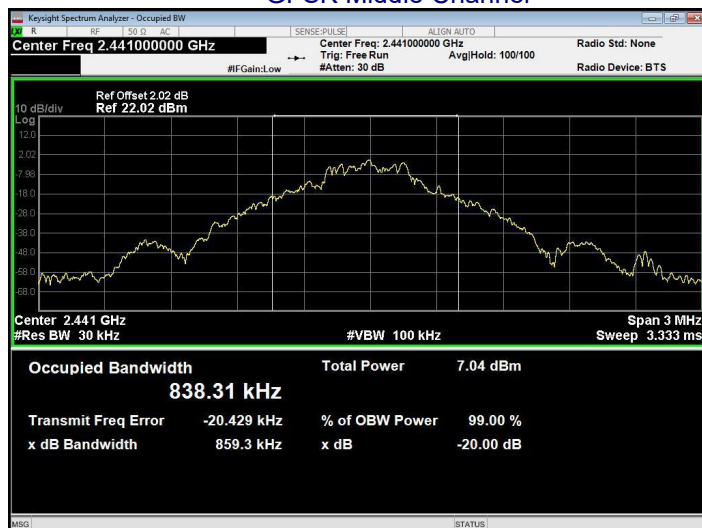 Keysight Spectrum Analyzer - Occupied BW
R RF 50 Ω AC SENSE:PULSE ALIGN AUTO
Center Freq 2.441000000 GHz
Center Freq: 2.441000000 GHz
Radio Std: None
Trig: Free Run Avg|Hold: 100/100
#IFGain:Low #Atten: 30 dB Radio Device: BTS
Ref Offset 2.02 dB
10 dB/div Ref 22.02 dBm
Log
12.0
2.02
-7.98
-18.0
-28.0
-38.0
-48.0
-58.0
-68.0
Center 2.441 GHz Span 3 MHz
#Res BW 30 kHz #VBW 100 kHz Sweep 3.333 ms
Occupied Bandwidth Total Power 7.04 dBm
838.31 kHz
Transmit Freq Error -20.429 kHz % of OBW Power 99.00 %
x dB Bandwidth 859.3 kHz x dB -20.00 dB
MSG STATUS